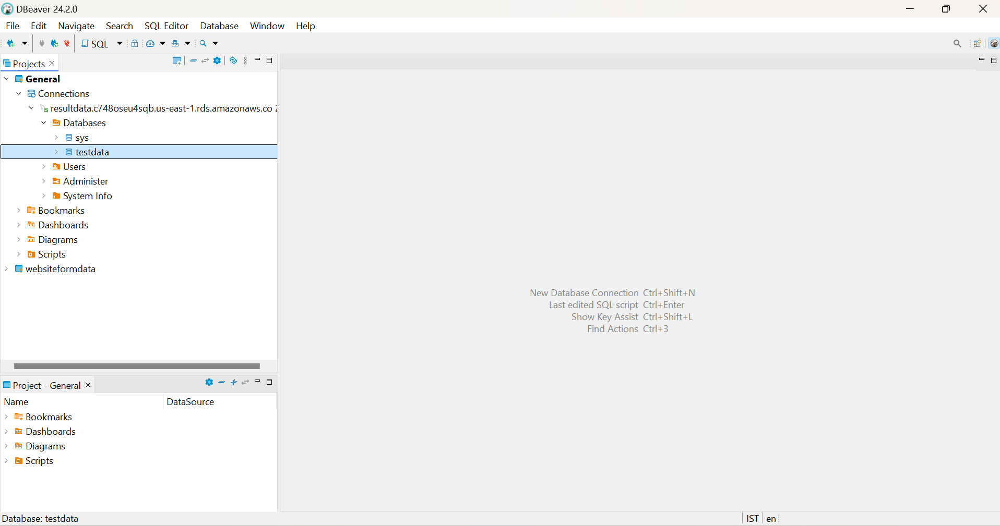 DBeaver 24.2.0
File Edit Navigate Search SQL Editor Database Window Help
SQL
Projects
General
Connections
resultdata.c748oseu4sqb.us-east-1.rds.amazonaws.co
Databases
sys
testdata
Users
Administer
System Info
Bookmarks
Dashboards
Diagrams
Scripts
websiteformdata
New Database Connection Ctrl+Shift+N
Last edited SQL script Ctrl+Enter
Show Key Assist Ctrl+Shift+L
Find Actions Ctrl+3
Project - General
Name DataSource
Bookmarks
Dashboards
Diagrams
Scripts
Database: testdata IST en